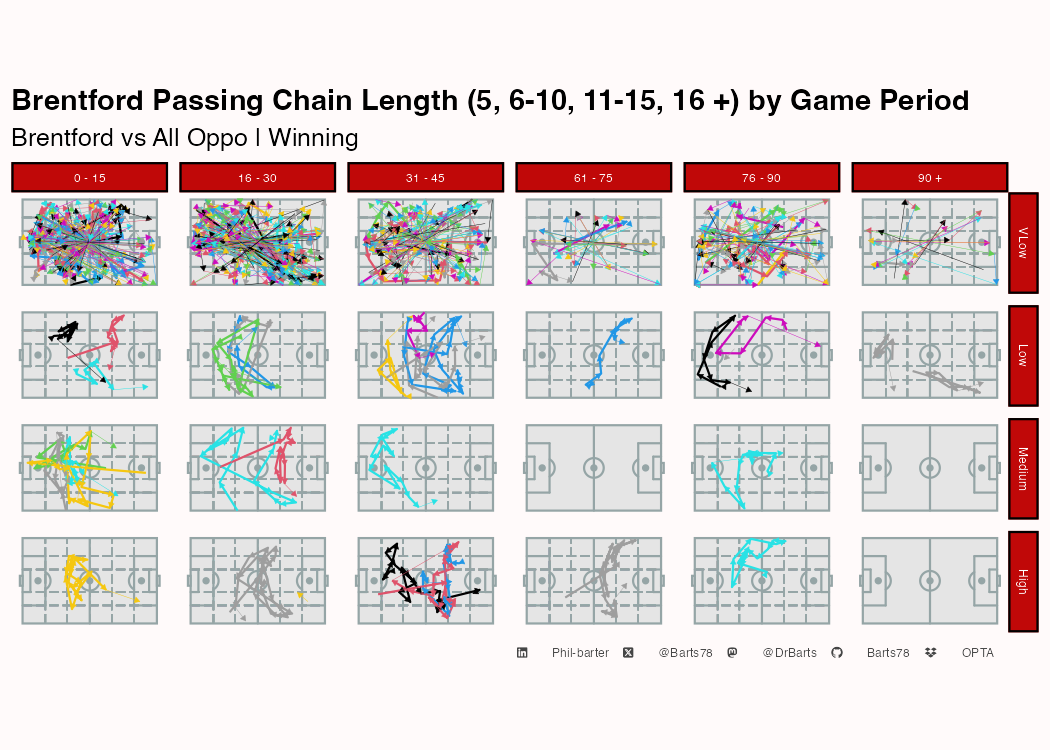 Brentford Passing Chain Length (5, 6-10, 11-15, 16 +) by Game Period
Brentford vs All Oppo | Winning
0 - 15 16 - 30 31 - 45 61 - 75 76 - 90 90 +
VLow
Low
Medium
High
Phil-barter @Barts78 @DrBarts Barts78 OPTA